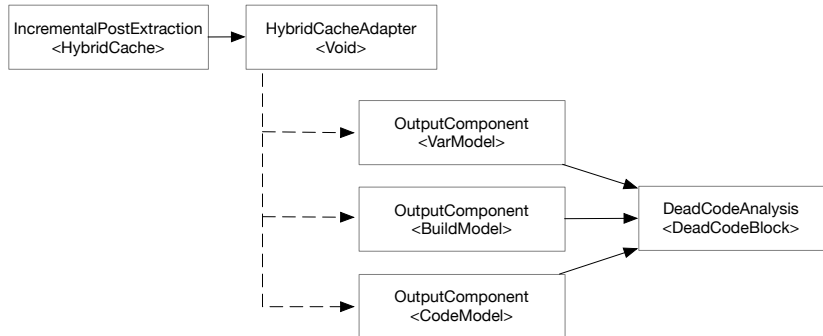 IncrementalPostExtraction
<HybridCache>
HybridCacheAdapter
<Void>
OutputComponent
<VarModel>
OutputComponent
<BuildModel>
DeadCodeAnalysis
<DeadCodeBlock>
OutputComponent
<CodeModel>